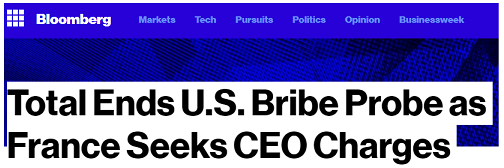 Bloomberg Markets Tech Pursuits Politics Opinion Businessweek
Total Ends U.S. Bribe Probe as
France Seeks CEO Charges